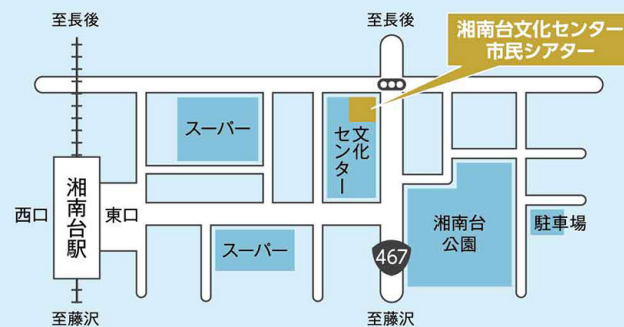 至長後
至長後
湘南台文化センター
市民シアター
スーパー
文化
センター
西口
湘南台駅
東口
湘南台
公園
駐車場
スーパー
467
至藤沢
至藤沢